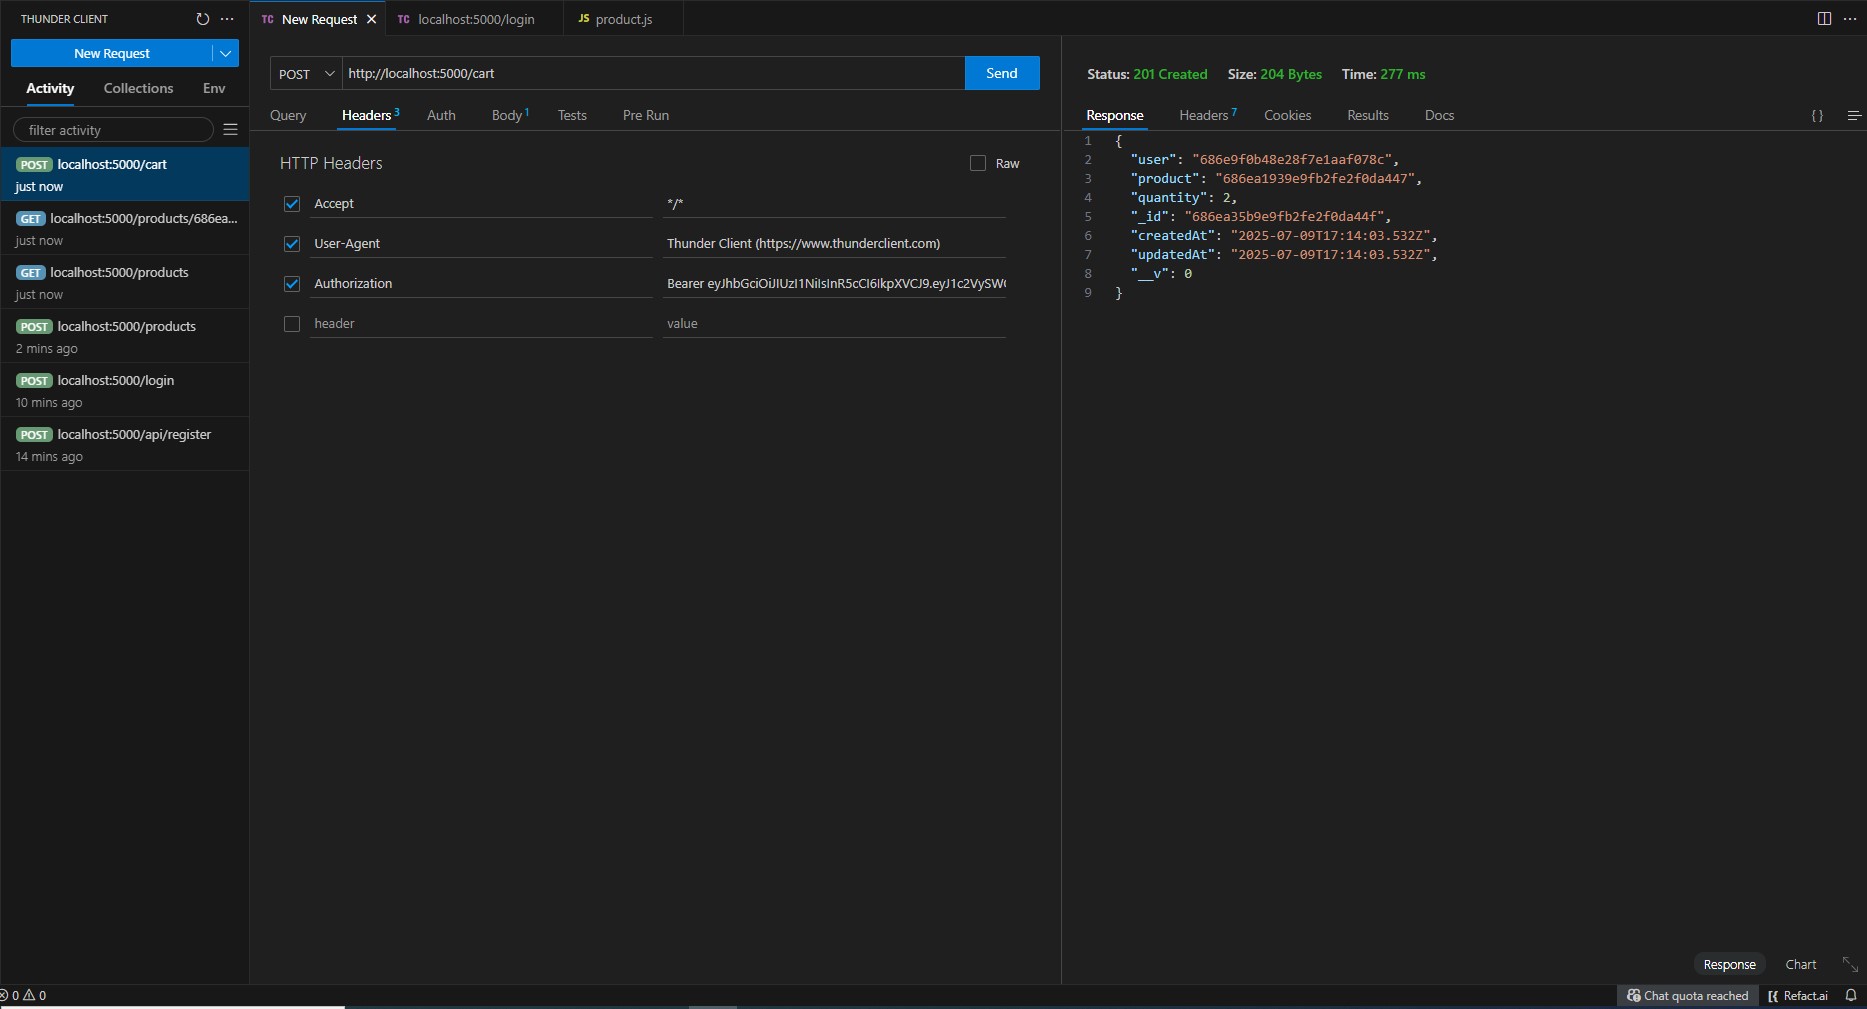 THUNDER CLIENT
New Request
Activity Collections Env
filter activity
POST localhost:5000/cart
just now
GET localhost:5000/products/686ea...
just now
GET localhost:5000/products
just now
POST localhost:5000/products
2 mins ago
POST localhost:5000/login
10 mins ago
POST localhost:5000/api/register
14 mins ago
TC New Request
TC localhost:5000/login
JS product.js
POST http://localhost:5000/cart Send
Query Headers 3 Auth Body 1 Tests Pre Run
HTTP Headers Raw
Accept */*
User-Agent Thunder Client (https://www.thunderclient.com)
Authorization Bearer eyJhbGciOiJIUzI1NiIsInR5cCI6IkpXVCJ9.eyJ1c2VySW
header value
Status: 201 Created Size: 204 Bytes Time: 277 ms
Response Headers 7 Cookies Results Docs
{ }
1 {
2 "user": "686e9f0b48e28f7e1aaf078c",
3 "product": "686ea1939e9fb2fe2f0da447",
4 "quantity": 2,
5 "_id": "686ea35b9e9fb2fe2f0da44f",
6 "createdAt": "2025-07-09T17:14:03.532Z",
7 "updatedAt": "2025-07-09T17:14:03.532Z",
8 "__v": 0
9 }
Response Chart
0 0
Chat quota reached Refact.ai